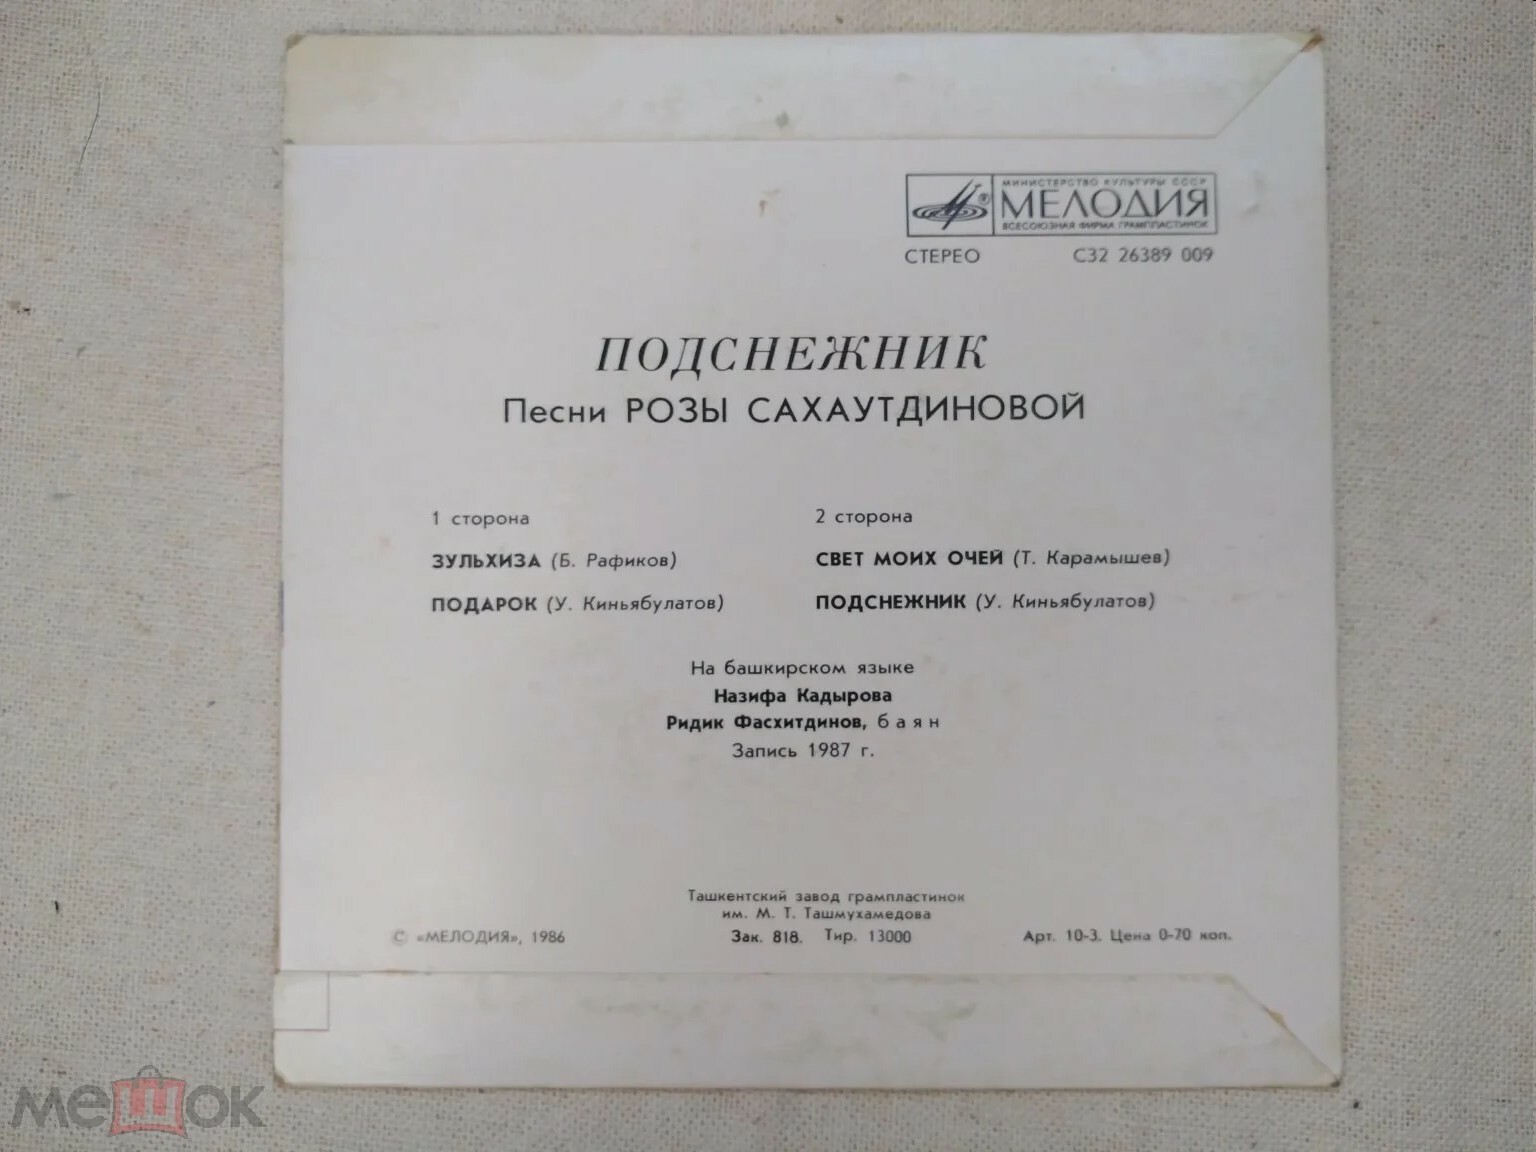 МИНИСТЕРСТВО КУЛЬТУРЫ СССР
МЕЛОДИЯ
ВСЕСОЮЗНАЯ ФИРМА ГРАМПЛАСТИНОК
СТЕРЕО С32 26389 009
ПОДСНЕЖНИК
Песни РОЗЫ САХАУТДИНОВОЙ
1 сторона
ЗУЛЬХИЗА (Б. Рафиков)
ПОДАРОК (У. Киньябулатов)
2 сторона
СВЕТ МОИХ ОЧЕЙ (Т. Карамышев)
ПОДСНЕЖНИК (У. Киньябулатов)
На башкирском языке
Назифа Кадырова
Ридик Фасхитдинов, баян
Запись 1987 г.
Ташкентский завод грампластинок
им. М. Т. Ташмухамедова
© «МЕЛОДИЯ», 1986 Зак. 818. Тир. 13000 Арт. 10-3. Цена 0-70 коп.
мешок